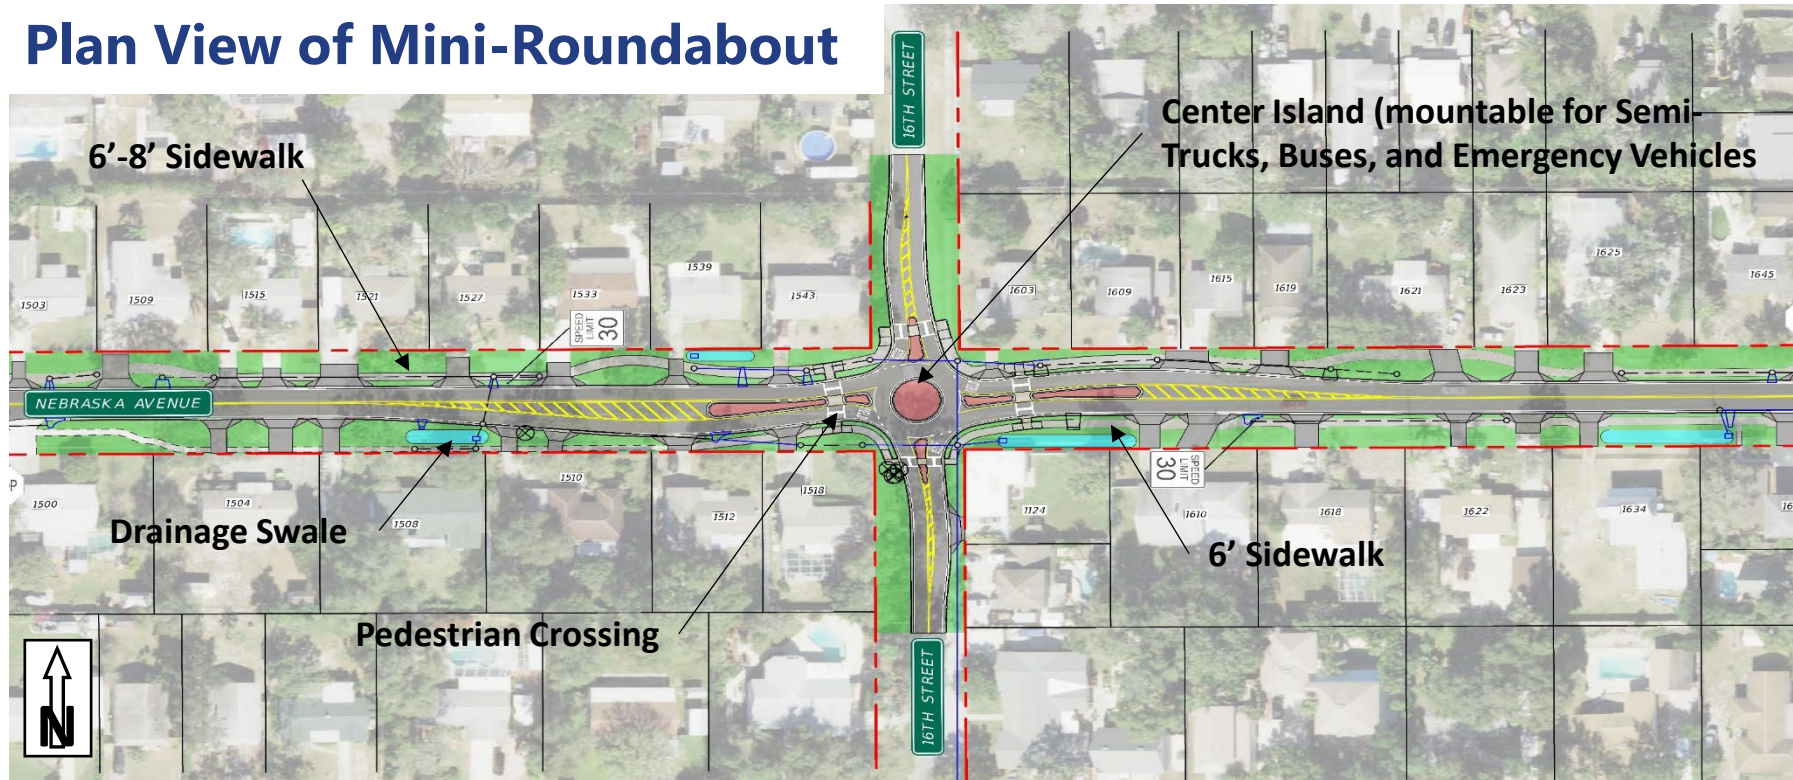 Plan View of Mini-Roundabout
16TH STREET
Center Island (mountable for Semi-
Trucks, Buses, and Emergency Vehicles
6’-8’ Sidewalk
1503
1509
1515
1521
1527
1533
1539
1543
1603
1609
1615
1619
1621
1623
1625
1645
SPEED
LIMIT
30
NEBRASKA AVENUE
SPEED
LIMIT
30
1500
1504
1508
1510
1512
1518
1124
1610
1618
1622
1634
16
P
Drainage Swale
6’ Sidewalk
Pedestrian Crossing
16TH STREET
N